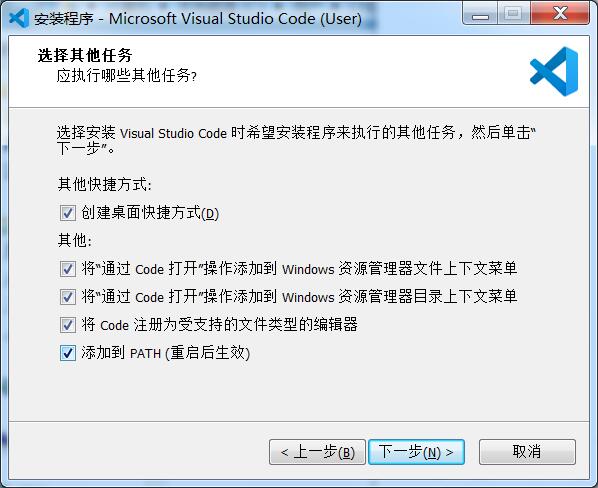 安装程序 - Microsoft Visual Studio Code (User)
选择其他任务
应执行哪些其他任务?
选择安装 Visual Studio Code 时希望安装程序来执行的其他任务，然后单击“
下一步”。
其他快捷方式:
创建桌面快捷方式(D)
其他:
将“通过 Code 打开”操作添加到 Windows 资源管理器文件上下文菜单
将“通过 Code 打开”操作添加到 Windows 资源管理器目录上下文菜单
将 Code 注册为受支持的文件类型的编辑器
添加到 PATH (重启后生效)
< 上一步(B) 下一步(N) > 取消